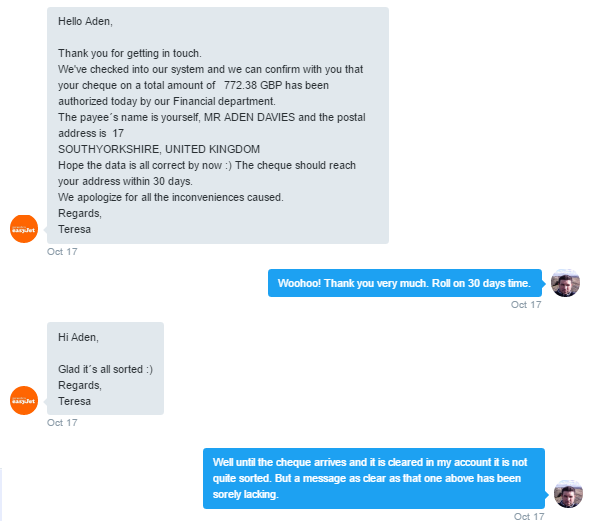 Hello Aden,
Thank you for getting in touch.
We've checked into our system and we can confirm with you that
your cheque on a total amount of 772.38 GBP has been
authorized today by our Financial department.
The payee´s name is yourself, MR ADEN DAVIES and the postal
address is 17
SOUTHYORKSHIRE, UNITED KINGDOM
Hope the data is all correct by now :) The cheque should reach
your address within 30 days.
We apologize for all the inconveniences caused.
Regards,
Teresa
easyJet
Oct 17
Woohoo! Thank you very much. Roll on 30 days time.
Oct 17
Hi Aden,
Glad it´s all sorted :)
Regards,
Teresa
easyJet
Oct 17
Well until the cheque arrives and it is cleared in my account it is not
quite sorted. But a message as clear as that one above has been
sorely lacking.
Oct 17